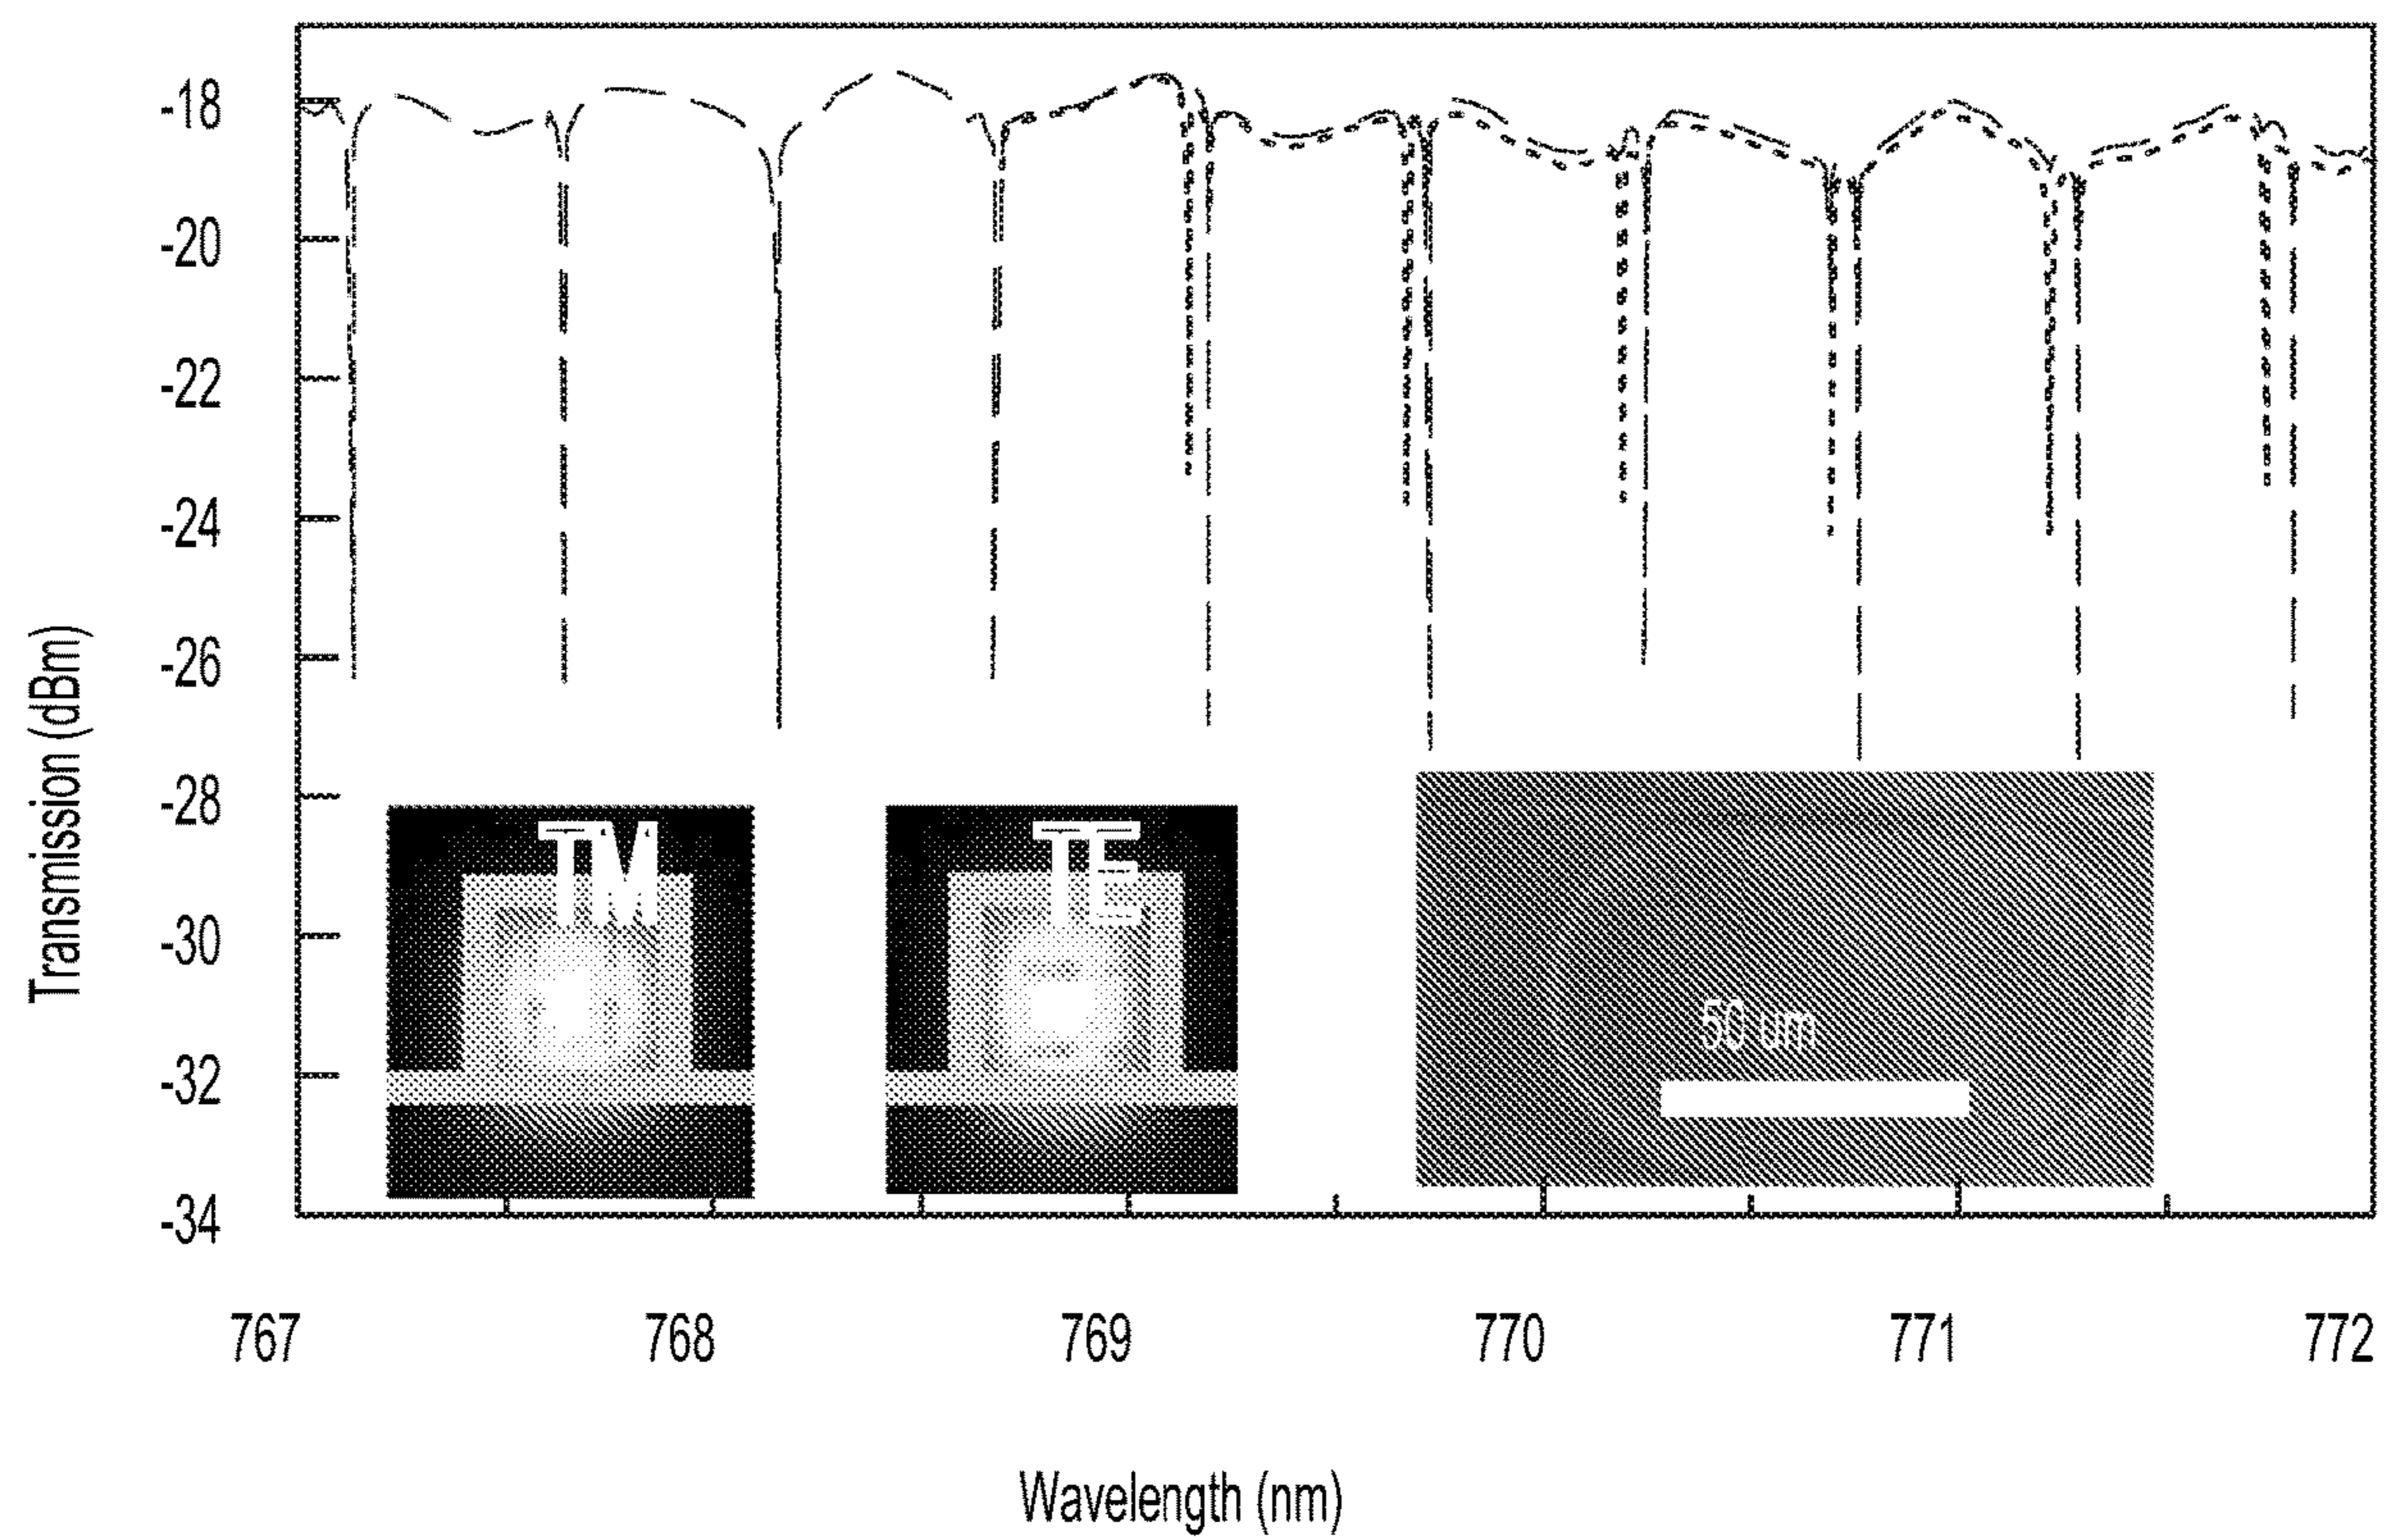 -18
-20
-22
-24
-26
-28
-30
-32
-34
Transmission (dBm)
TM
TE
50 um
767 768 769 770 771 772
Wavelength (nm)